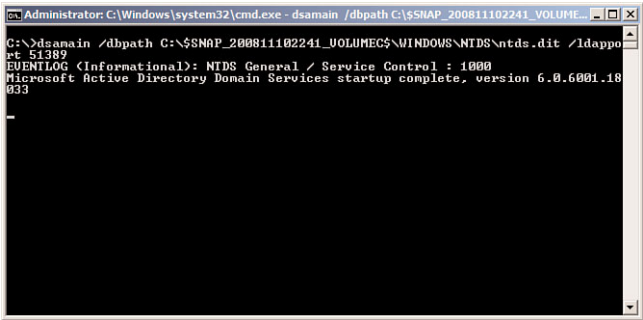 Administrator: C:\Windows\system32\cmd.exe - dsamain /dbpath C:\$SNAP_200811102241_VOLUME...
C:\>dsamain /dbpath C:\$SNAP_200811102241_VOLUMEC$\WINDOWS\NTDS\ntds.dit /ldappo
rt 51389
EVENTLOG (Informational): NTDS General / Service Control : 1000
Microsoft Active Directory Domain Services startup complete, version 6.0.6001.18
033